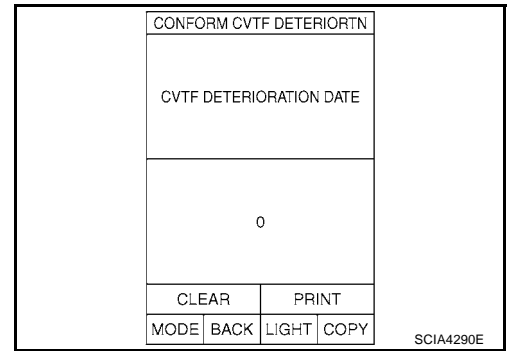 CONFORM CVTF DETERIORTN
CVTF DETERIORATION DATE
0
CLEAR PRINT
MODE BACK LIGHT COPY
SCIA4290E